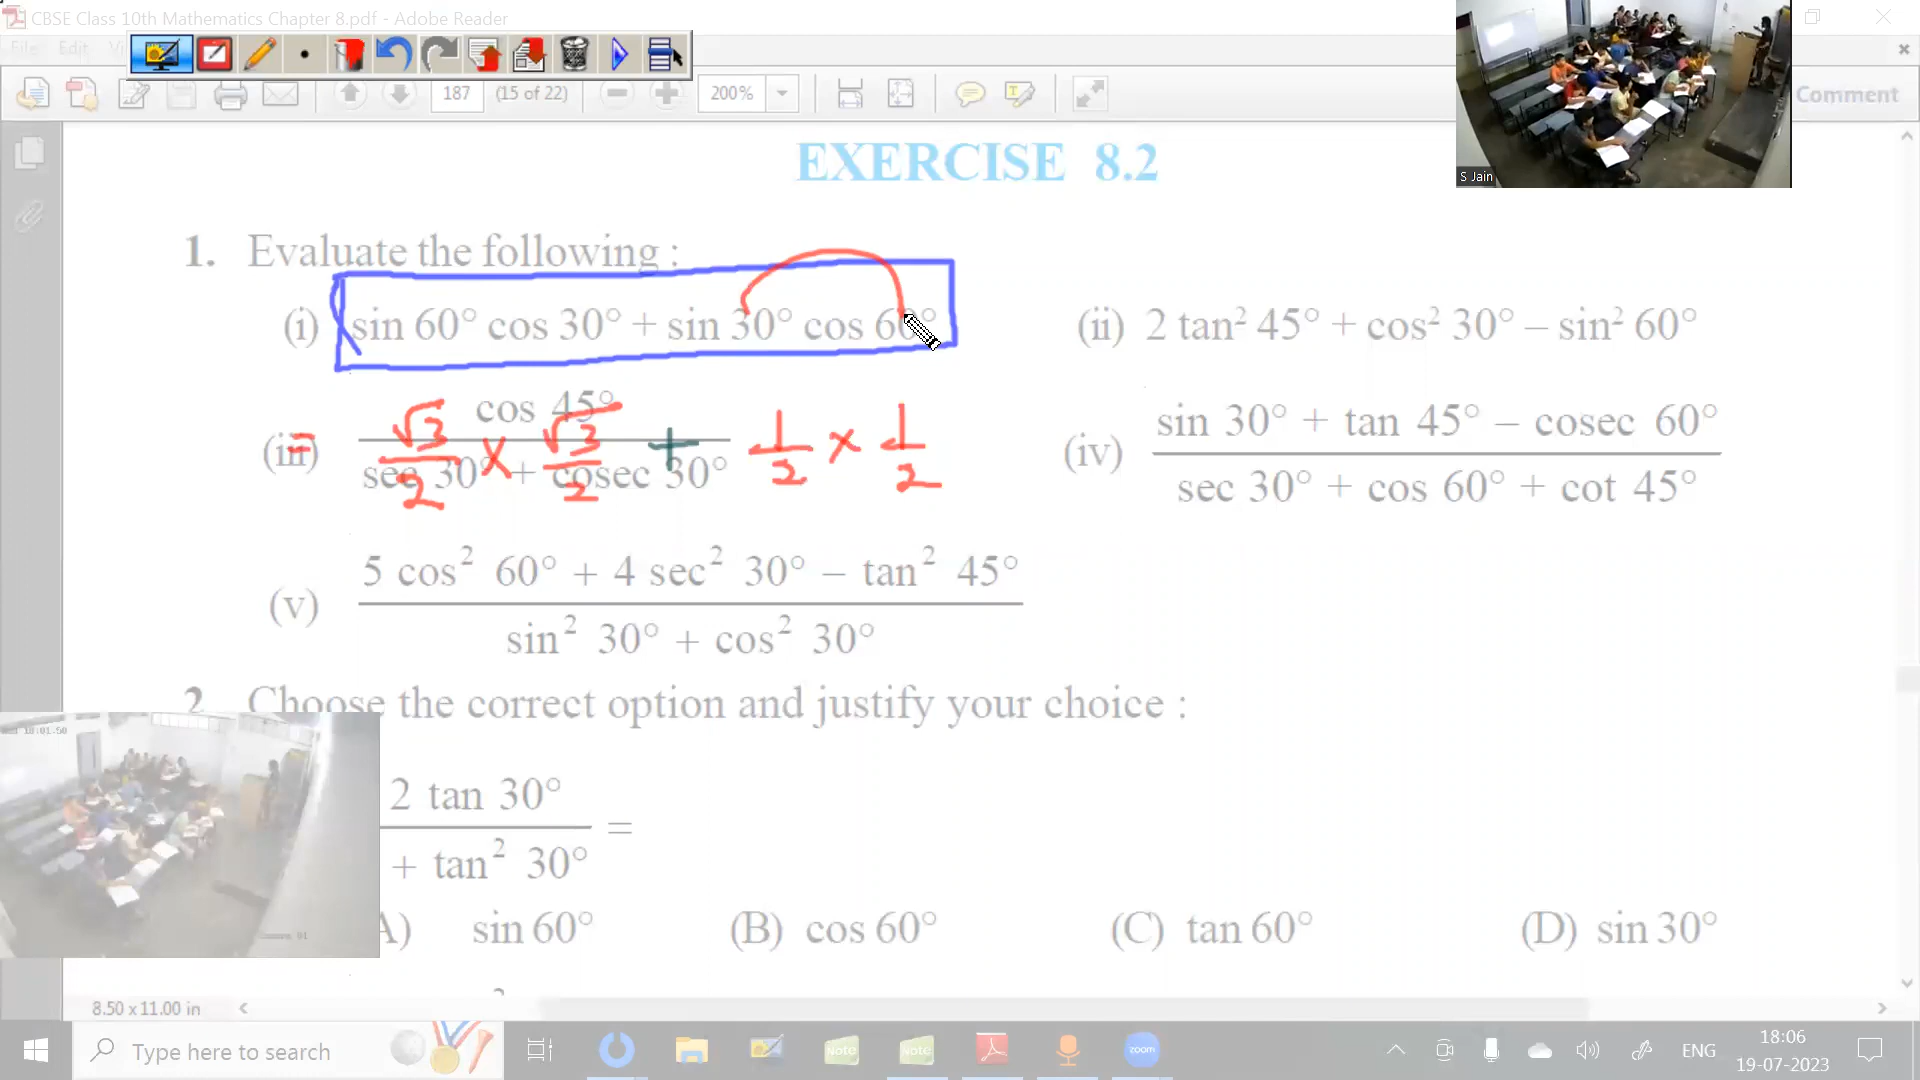 CBSE Class 10th Mathematics Chapter 8.pdf - Adobe Reader
File Edit
187 (15 of 22) 200% Comment
S Jain
EXERCISE 8.2
1. Evaluate the following :
(i) sin 60° cos 30° + sin 30° cos 60°
(ii) 2 tan² 45° + cos² 30° – sin² 60°
(iii) cos 45° / sec 30° + cosec 30°
= √3/2 × √3/2 + 1/2 × 1/2
(iv) sin 30° + tan 45° – cosec 60° / sec 30° + cos 60° + cot 45°
(v) 5 cos² 60° + 4 sec² 30° – tan² 45° / sin² 30° + cos² 30°
2. Choose the correct option and justify your choice :
2 tan 30° / + tan² 30° =
A) sin 60° (B) cos 60° (C) tan 60° (D) sin 30°
2
8.50 x 11.00 in
Type here to search
Note
Note
zoom
ENG
18:06
19-07-2023